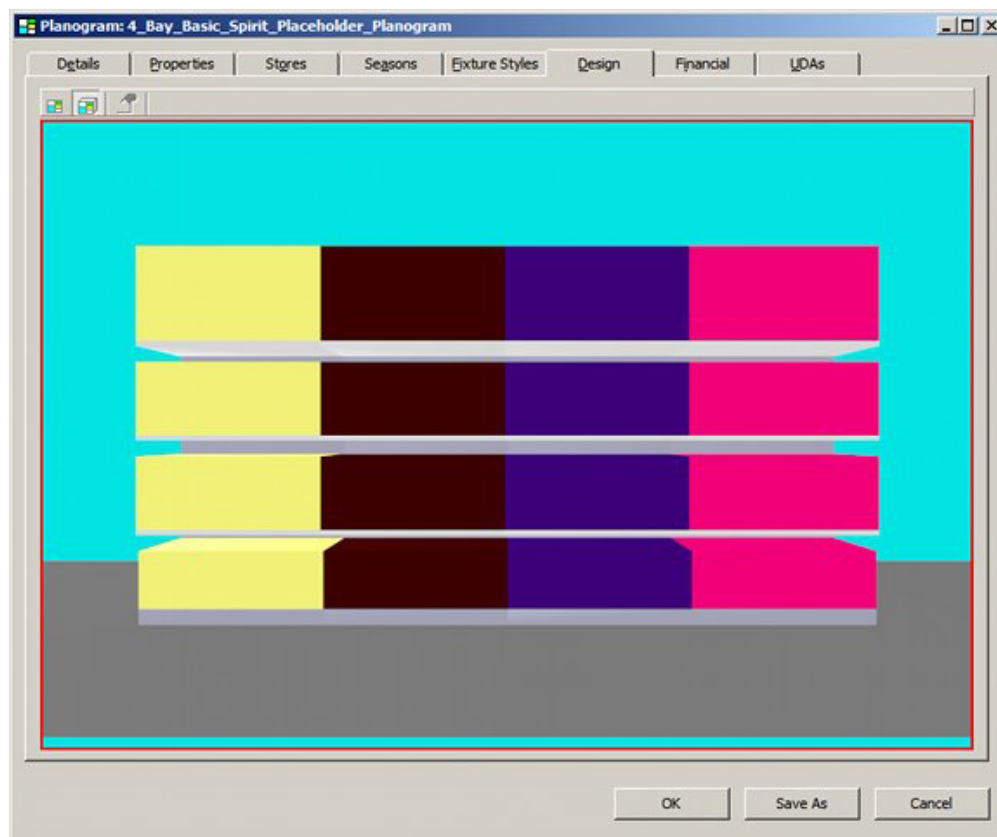 Planogram: 4_Bay_Basic_Spirit_Placeholder_Planogram
Details Properties Stores Seasons Fixture Styles Design Financial UDAs
OK Save As Cancel